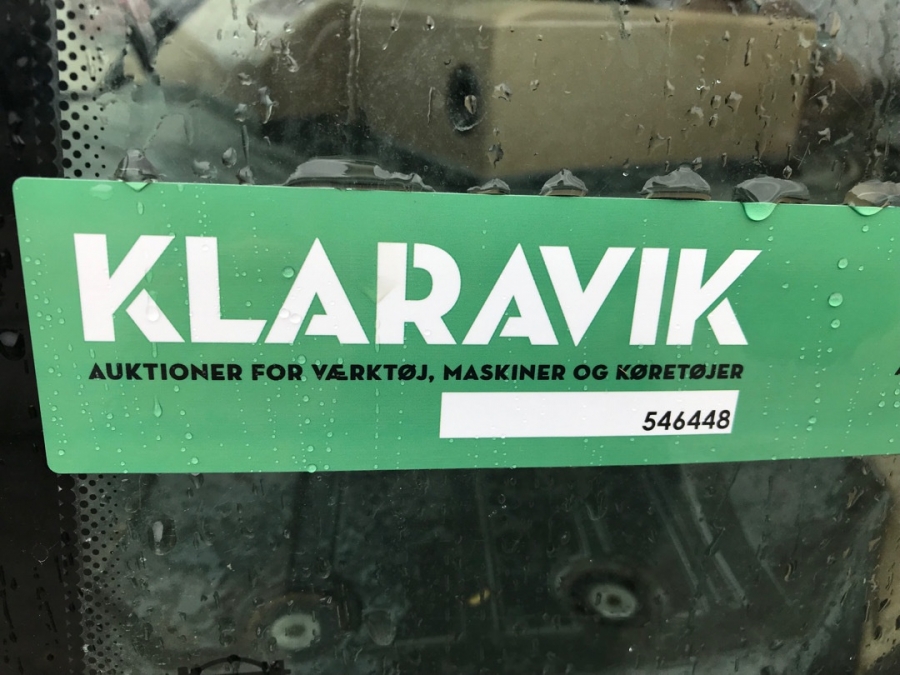 KLARAVIK
AUKTIONER FOR VÆRKTØJ, MASKINER OG KØRETØJER
546448